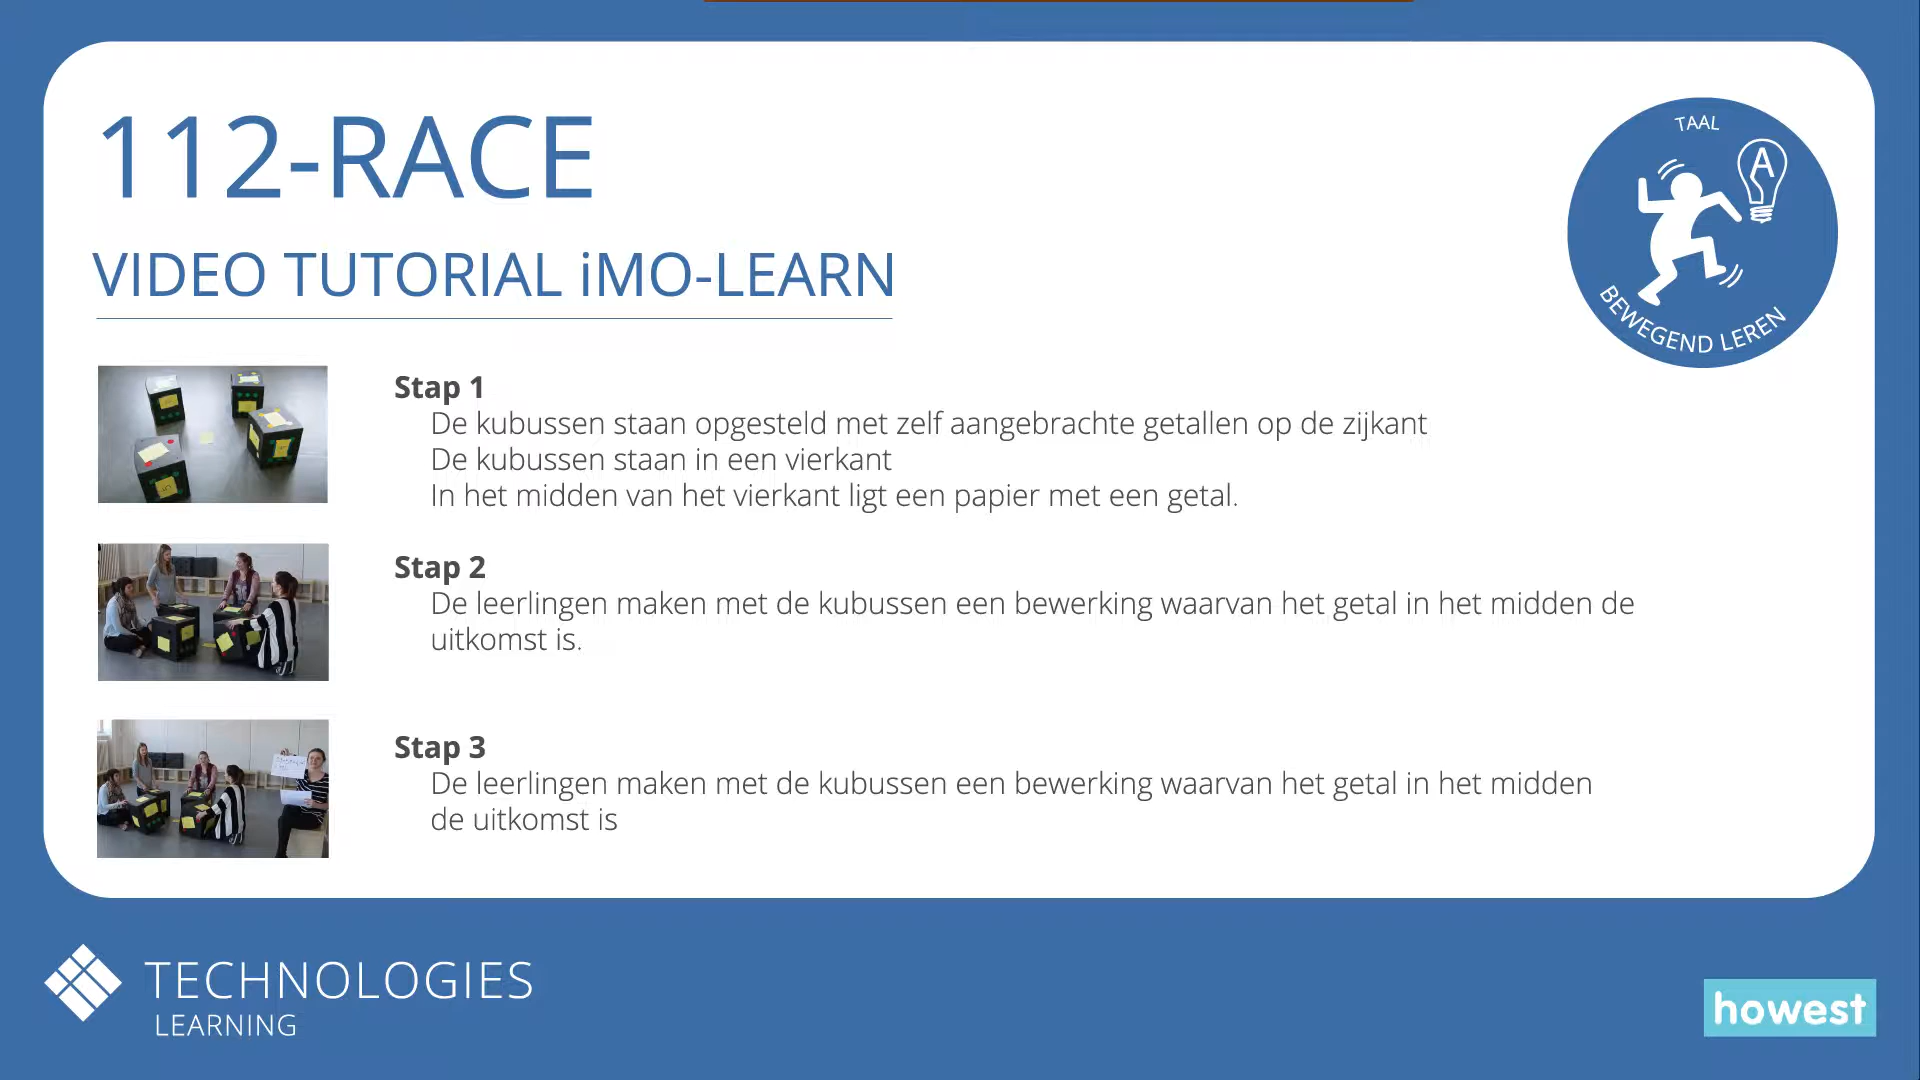 112-RACE
VIDEO TUTORIAL iMO-LEARN
TAAL
A
BEWEGEND LEREN
Stap 1
De kubussen staan opgesteld met zelf aangebrachte getallen op de zijkant
De kubussen staan in een vierkant
In het midden van het vierkant ligt een papier met een getal.
Stap 2
De leerlingen maken met de kubussen een bewerking waarvan het getal in het midden de
uitkomst is.
Stap 3
De leerlingen maken met de kubussen een bewerking waarvan het getal in het midden
de uitkomst is
TECHNOLOGIES
LEARNING
howest